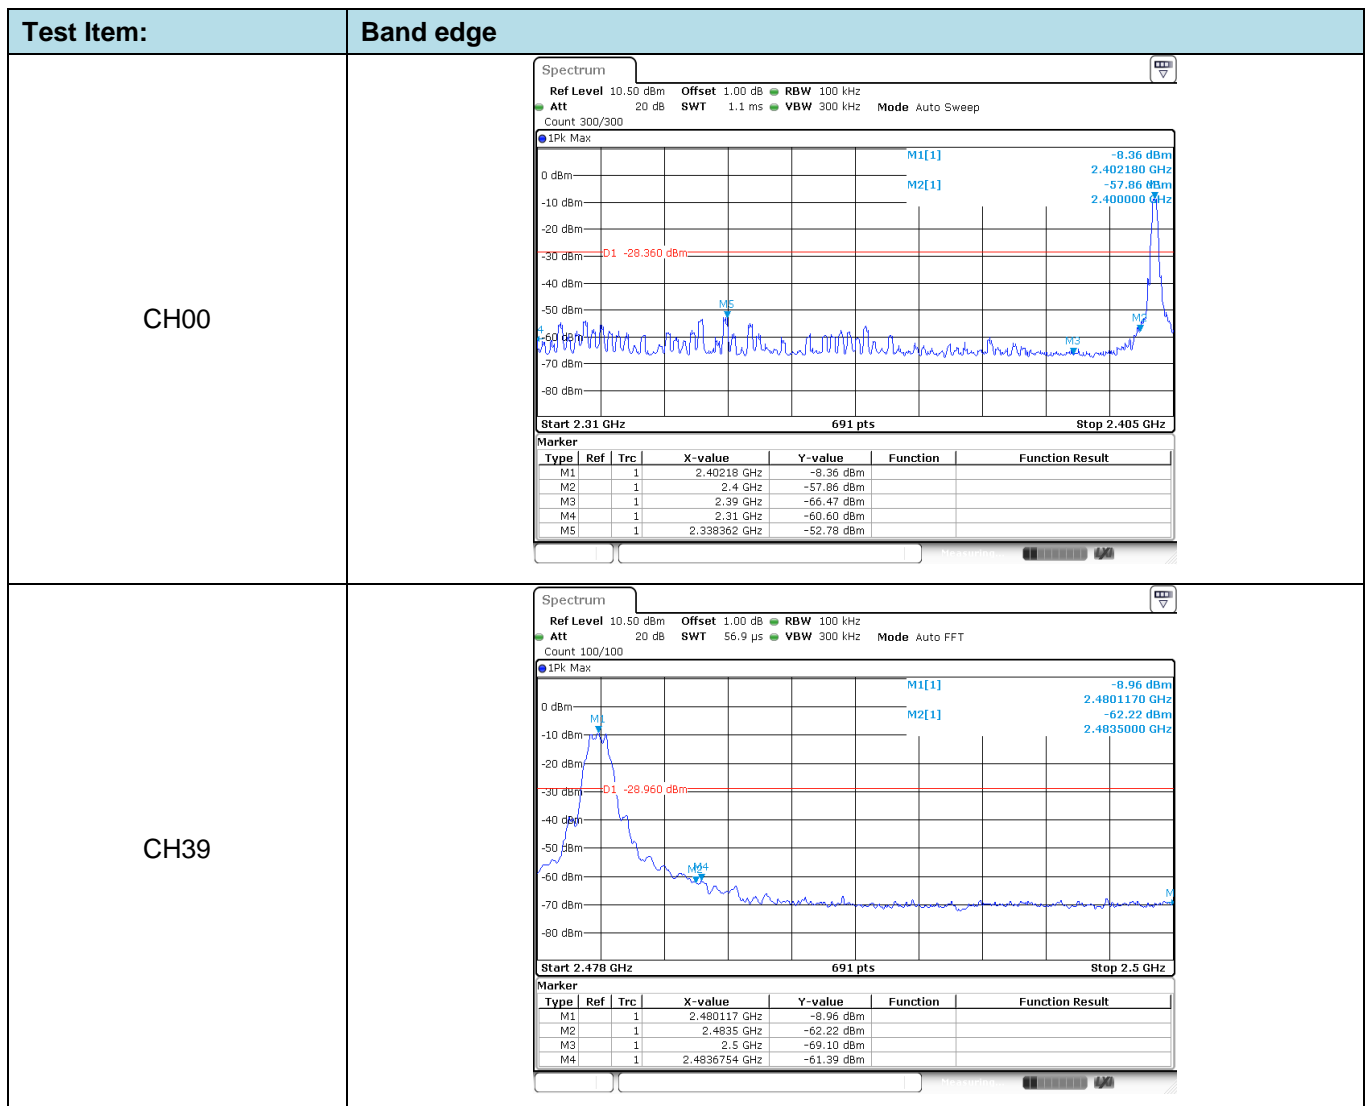 Test Item: Band edge
CH00
Spectrum
Ref Level 10.50 dBm Offset 1.00 dB RBW 100 kHz
Att 20 dB SWT 1.1 ms VBW 300 kHz Mode Auto Sweep
Count 300/300
1Pk Max
M1[1] -8.36 dBm
2.402180 GHz
M2[1] -57.86 dBm
2.400000 GHz
0 dBm
-10 dBm
-20 dBm
D1 -28.360 dBm
-30 dBm
-40 dBm
-50 dBm
M5
M2
-60 dBm
M3
-70 dBm
-80 dBm
Start 2.31 GHz 691 pts Stop 2.405 GHz
Marker
Type Ref Trc X-value Y-value Function Function Result
M1 1 2.40218 GHz -8.36 dBm
M2 1 2.4 GHz -57.86 dBm
M3 1 2.39 GHz -66.47 dBm
M4 1 2.31 GHz -60.60 dBm
M5 1 2.338362 GHz -52.78 dBm
Measuring...
CH39
Spectrum
Ref Level 10.50 dBm Offset 1.00 dB RBW 100 kHz
Att 20 dB SWT 56.9 µs VBW 300 kHz Mode Auto FFT
Count 100/100
1Pk Max
M1[1] -8.96 dBm
2.4801170 GHz
M2[1] -62.22 dBm
2.4835000 GHz
0 dBm
M1
-10 dBm
-20 dBm
D1 -28.960 dBm
-30 dBm
-40 dBm
-50 dBm
M2 M4
-60 dBm
-70 dBm
-80 dBm
Start 2.478 GHz 691 pts Stop 2.5 GHz
Marker
Type Ref Trc X-value Y-value Function Function Result
M1 1 2.480117 GHz -8.96 dBm
M2 1 2.4835 GHz -62.22 dBm
M3 1 2.5 GHz -69.10 dBm
M4 1 2.4836754 GHz -61.39 dBm
Measuring...